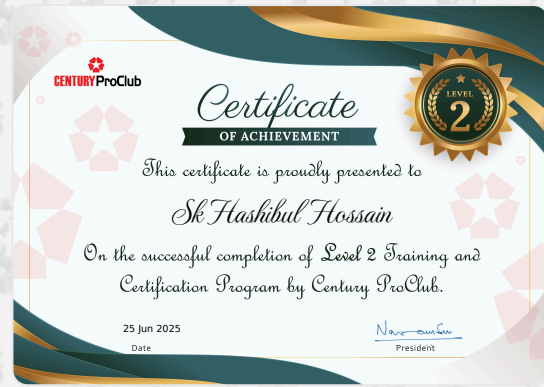 CENTURY ProClub
Certificate
OF ACHIEVEMENT
LEVEL
2
This certificate is proudly presented to
Sk Hashibul Hossain
On the successful completion of Level 2 Training and
Certification Program by Century ProClub.
25 Jun 2025
Date
President